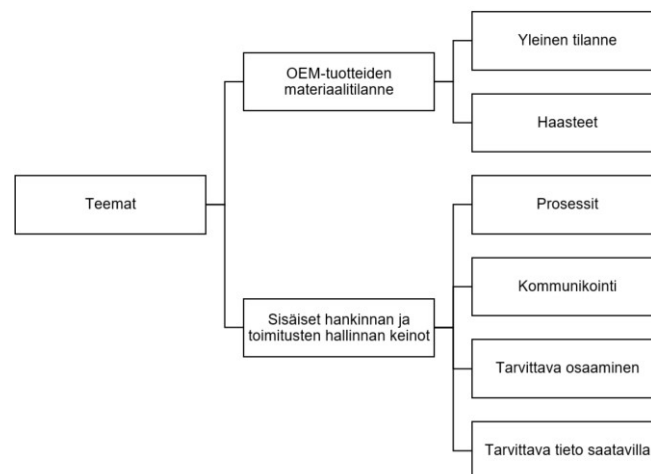 Teemat
OEM-tuotteiden
materiaalitilanne
Yleinen tilanne
Haasteet
Sisäiset hankinnan ja
toimitusten hallinnan keinot
Prosessit
Kommunikointi
Tarvittava osaaminen
Tarvittava tieto saatavilla